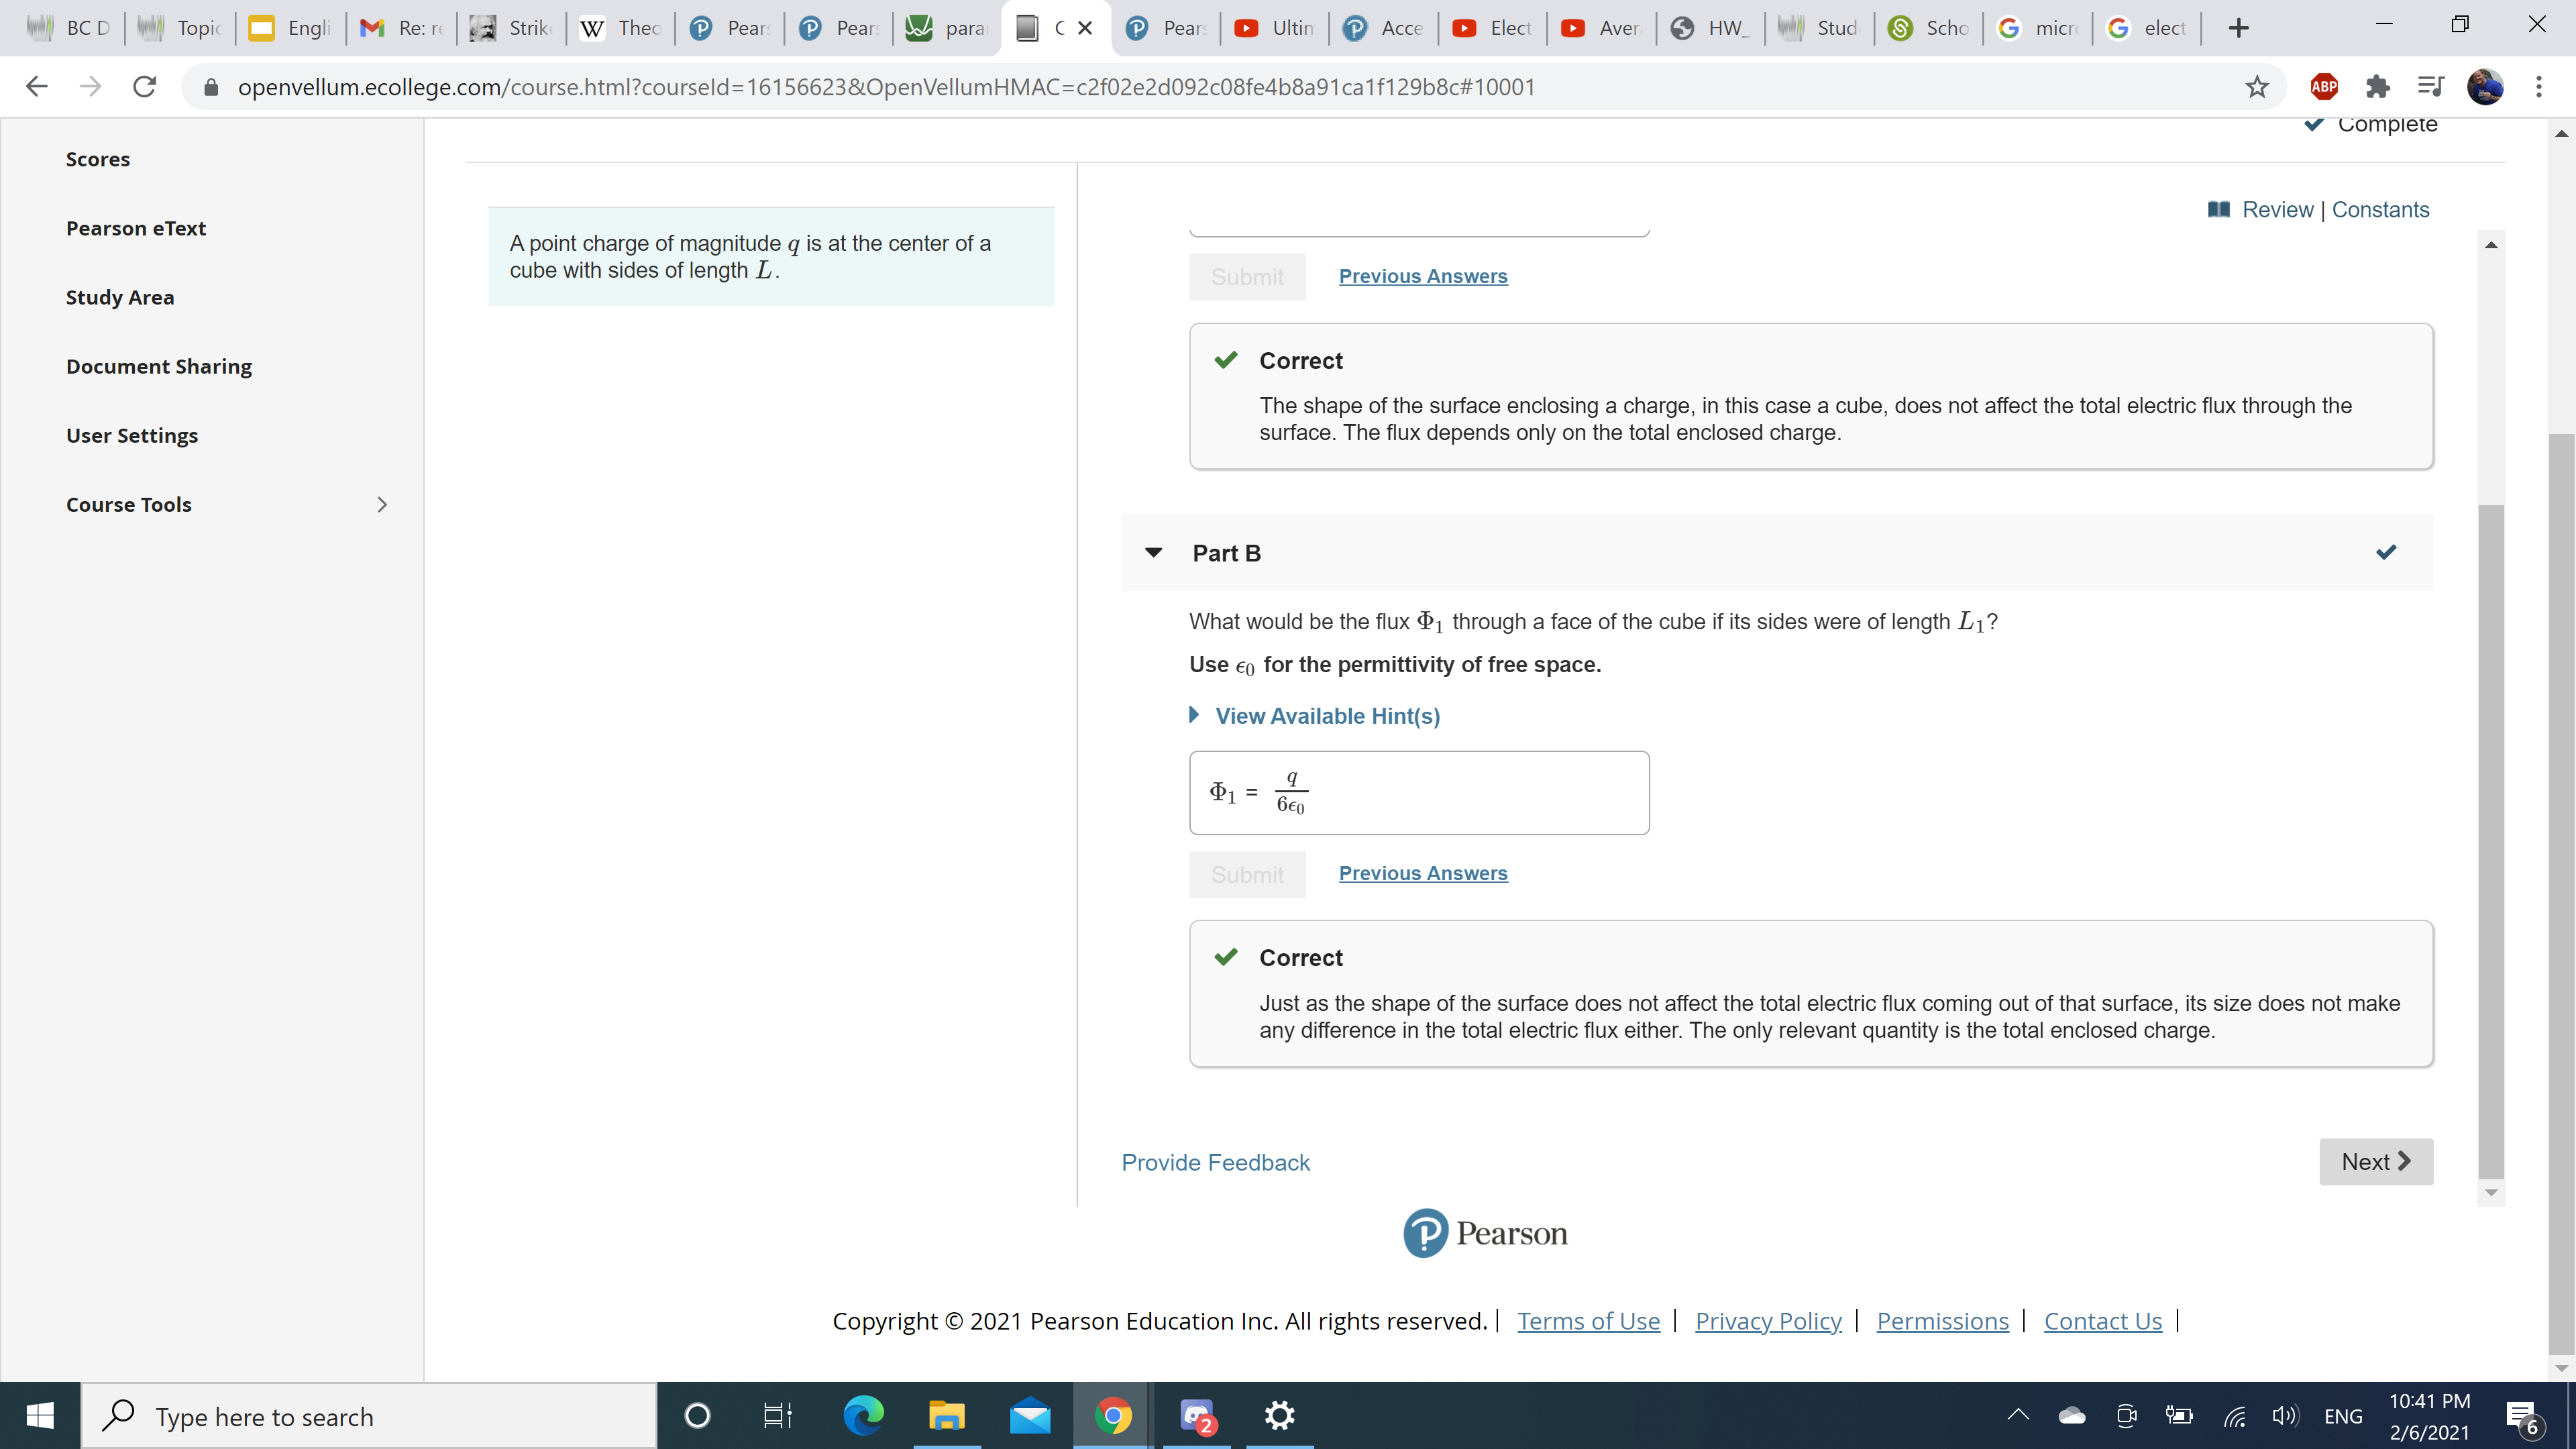 BC D
Topic
Engli
Re: re
Strike
Theo
Pear
Pear
para
C
Pears
Ultin
Acce
Elect
Aver
HW_
Stud
Scho
micro
elect
openvellum.ecollege.com/course.html?courseId=16156623&OpenVellumHMAC=c2f02e2d092c08fe4b8a91ca1f129b8c#10001
ABP
Complete
Scores
Pearson eText
Study Area
Document Sharing
User Settings
Course Tools
A point charge of magnitude q is at the center of a
cube with sides of length L.
Review | Constants
Submit Previous Answers
Correct
The shape of the surface enclosing a charge, in this case a cube, does not affect the total electric flux through the
surface. The flux depends only on the total enclosed charge.
Part B
What would be the flux Φ1 through a face of the cube if its sides were of length L1?
Use ϵ0 for the permittivity of free space.
View Available Hint(s)
Φ1 = q/6ϵ0
Submit Previous Answers
Correct
Just as the shape of the surface does not affect the total electric flux coming out of that surface, its size does not make
any difference in the total electric flux either. The only relevant quantity is the total enclosed charge.
Provide Feedback
Next
Pearson
Copyright © 2021 Pearson Education Inc. All rights reserved. | Terms of Use | Privacy Policy | Permissions | Contact Us |
Type here to search
2
ENG
10:41 PM
2/6/2021
6